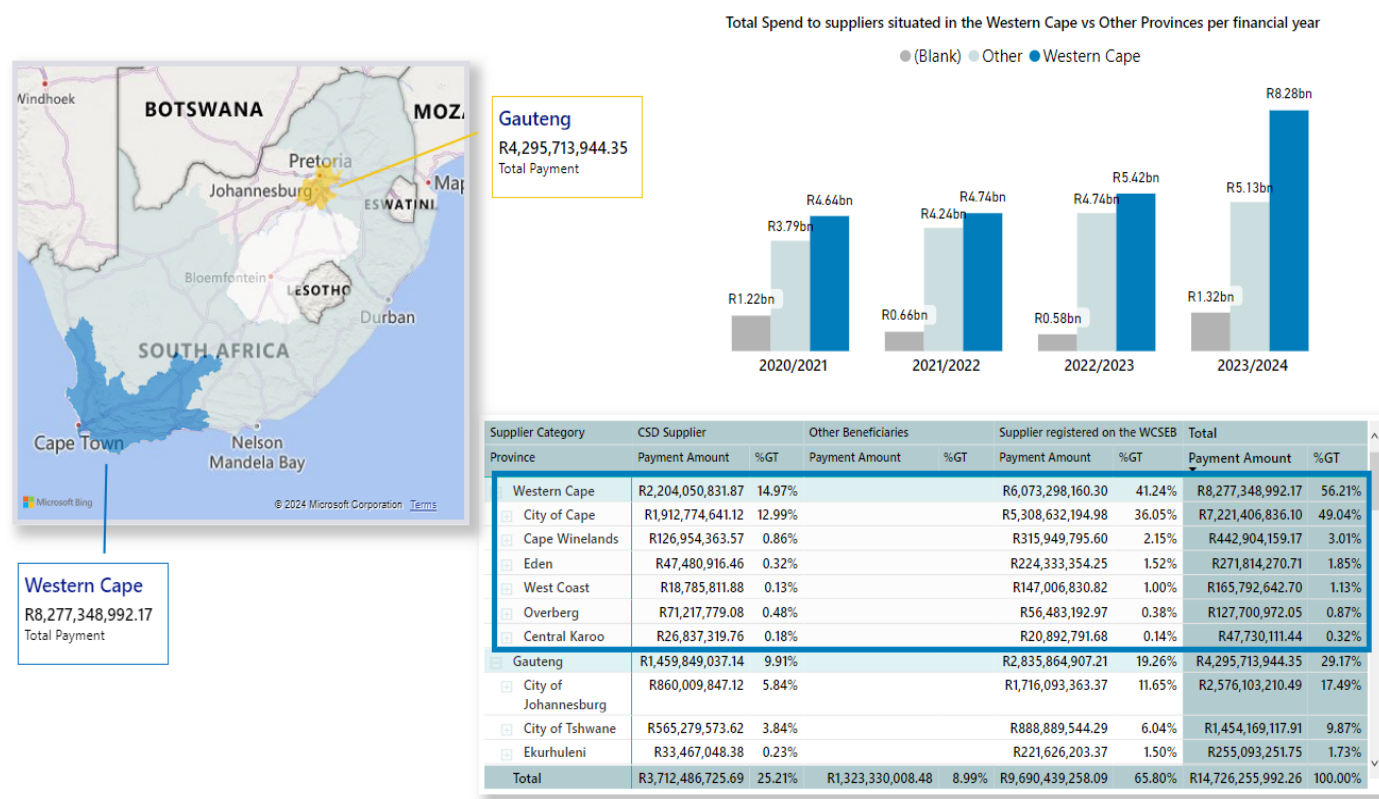 Total Spend to suppliers situated in the Western Cape vs Other Provinces per financial year
(Blank) Other Western Cape
R8.28bn
R5.42bn
R5.13bn
R4.64bn
R4.74bn
R4.74bn
R4.24bn
R3.79bn
R1.22bn
R0.66bn
R0.58bn
R1.32bn
2020/2021 2021/2022 2022/2023 2023/2024
Windhoek
BOTSWANA
MOZ
Pretoria
Johannesburg
Map
ESWATINI
Bloemfontein
LESOTHO
Durban
SOUTH AFRICA
Cape Town
Nelson
Mandela Bay
Microsoft Bing
© 2024 Microsoft Corporation Terms
Gauteng
R4,295,713,944.35
Total Payment
Western Cape
R8,277,348,992.17
Total Payment
Supplier Category CSD Supplier Other Beneficiaries Supplier registered on the WCSEB Total
Province Payment Amount %GT Payment Amount %GT Payment Amount %GT Payment Amount %GT
Western Cape R2,204,050,831.87 14.97% R6,073,298,160.30 41.24% R8,277,348,992.17 56.21%
City of Cape R1,912,774,641.12 12.99% R5,308,632,194.98 36.05% R7,221,406,836.10 49.04%
Cape Winelands R126,954,363.57 0.86% R315,949,795.60 2.15% R442,904,159.17 3.01%
Eden R47,480,916.46 0.32% R224,333,354.25 1.52% R271,814,270.71 1.85%
West Coast R18,785,811.88 0.13% R147,006,830.82 1.00% R165,792,642.70 1.13%
Overberg R71,217,779.08 0.48% R56,483,192.97 0.38% R127,700,972.05 0.87%
Central Karoo R26,837,319.76 0.18% R20,892,791.68 0.14% R47,730,111.44 0.32%
Gauteng R1,459,849,037.14 9.91% R2,835,864,907.21 19.26% R4,295,713,944.35 29.17%
City of R860,009,847.12 5.84% R1,716,093,363.37 11.65% R2,576,103,210.49 17.49%
Johannesburg
City of Tshwane R565,279,573.62 3.84% R888,889,544.29 6.04% R1,454,169,117.91 9.87%
Ekurhuleni R33,467,048.38 0.23% R221,626,203.37 1.50% R255,093,251.75 1.73%
Total R3,712,486,725.69 25.21% R1,323,330,008.48 8.99% R9,690,439,258.09 65.80% R14,726,255,992.26 100.00%